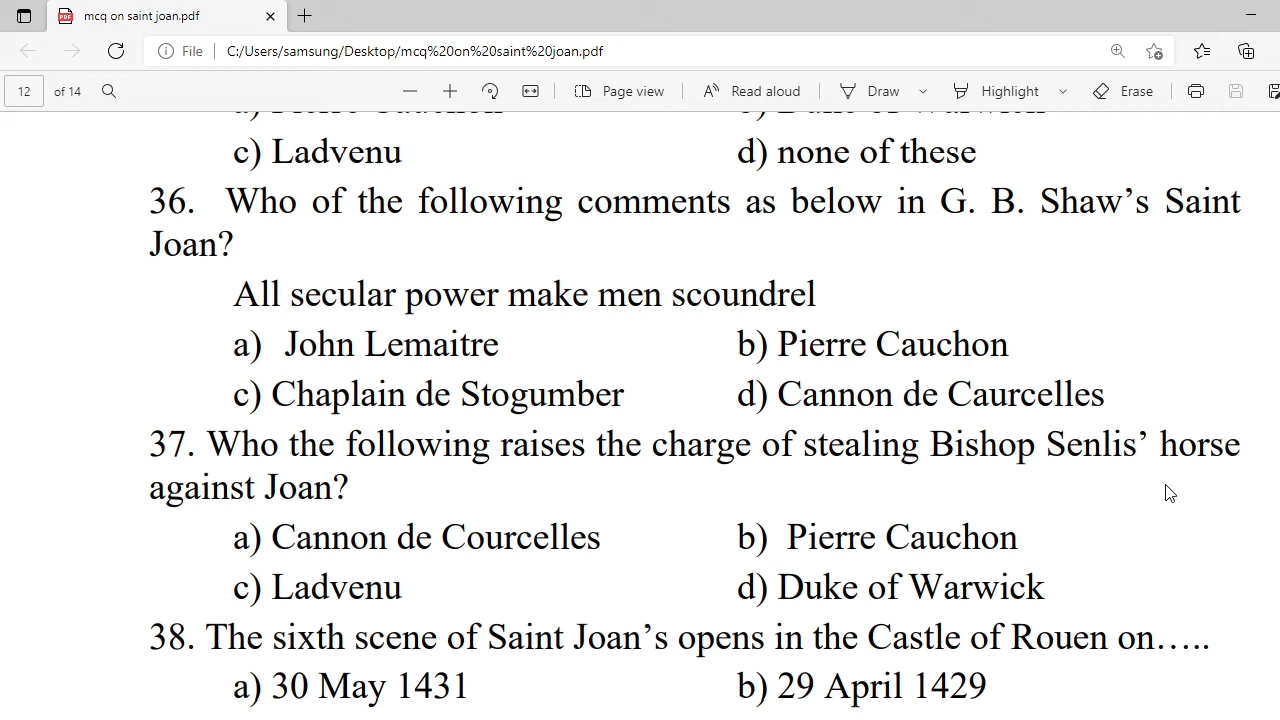 mcq on saint joan.pdf
File C:/Users/samsung/Desktop/mcq%20on%20saint%20joan.pdf
12 of 14 Page view Read aloud Draw Highlight Erase
c) Ladvenu d) none of these
36. Who of the following comments as below in G. B. Shaw’s Saint
Joan?
All secular power make men scoundrel
a) John Lemaitre b) Pierre Cauchon
c) Chaplain de Stogumber d) Cannon de Caurcelles
37. Who the following raises the charge of stealing Bishop Senlis’ horse
against Joan?
a) Cannon de Courcelles b) Pierre Cauchon
c) Ladvenu d) Duke of Warwick
38. The sixth scene of Saint Joan’s opens in the Castle of Rouen on…..
a) 30 May 1431 b) 29 April 1429